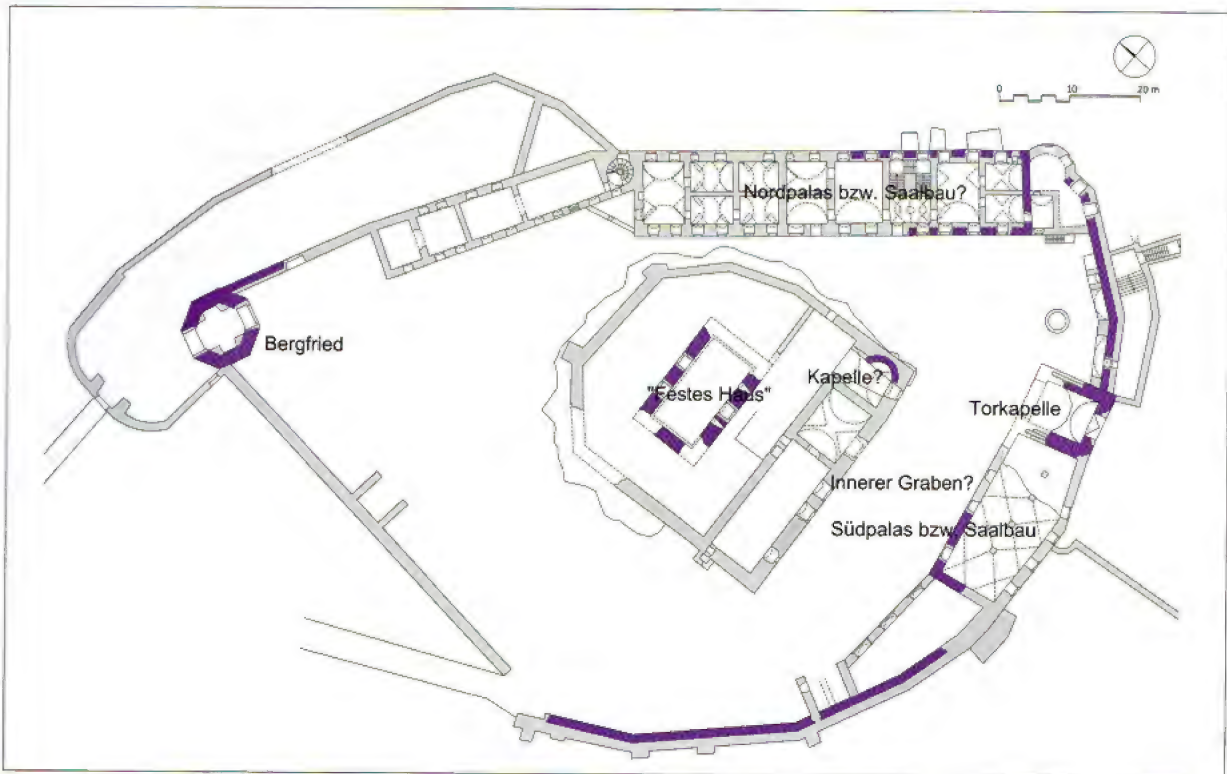 0 10 20 m
Nordpalas bzw. Saalbau?
Bergfried
Kapelle?
"Festes Haus"
Torkapelle
Innerer Graben?
Südpalas bzw. Saalbau